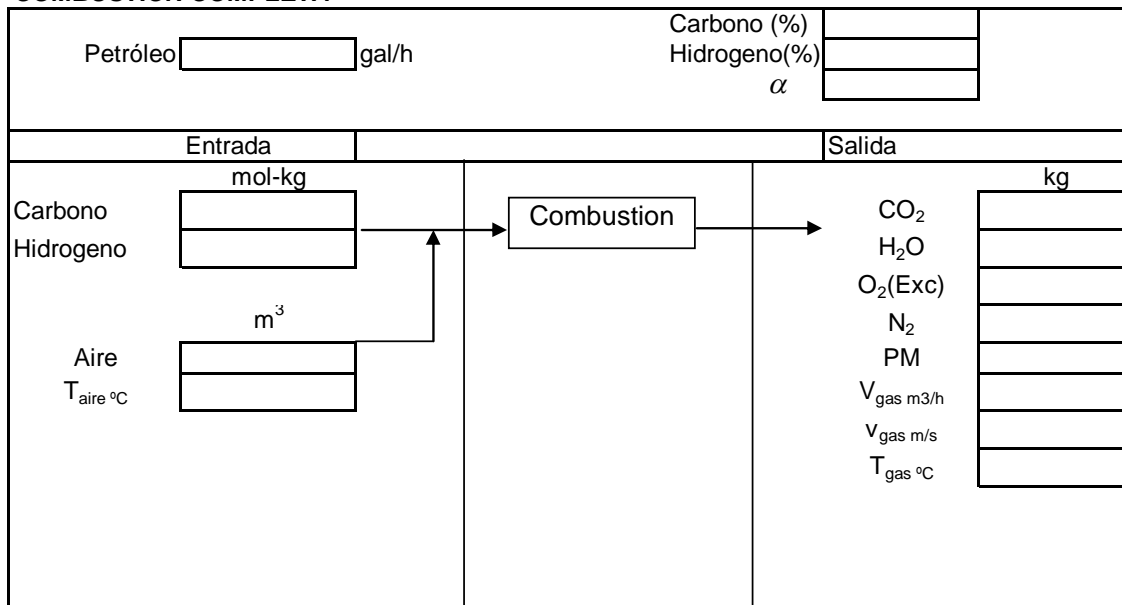 Carbono (%)
Petróleo gal/h Hidrogeno(%)
α
Entrada Salida
mol-kg kg
Carbono Combustion CO₂
Hidrogeno H₂O
O₂(Exc)
m³ N₂
Aire PM
Taire ºC Vgas m3/h
vgas m/s
Tgas ºC